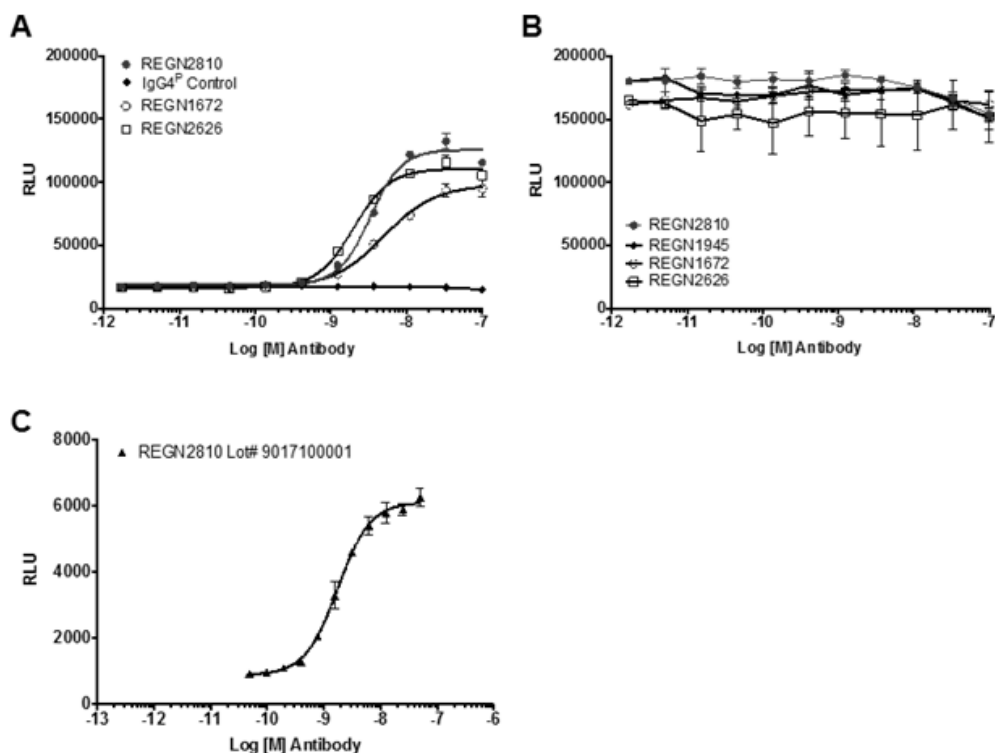 A
200000
150000
100000
50000
0
RLU
REGN2810
IgG4P Control
REGN1672
REGN2626
-12
-11
-10
-9
-8
-7
Log [M] Antibody
B
200000
150000
100000
50000
0
RLU
REGN2810
REGN1945
REGN1672
REGN2626
-12
-11
-10
-9
-8
-7
Log [M] Antibody
C
8000
6000
4000
2000
0
RLU
REGN2810 Lot# 9017100001
-13
-12
-11
-10
-9
-8
-7
-6
Log [M] Antibody